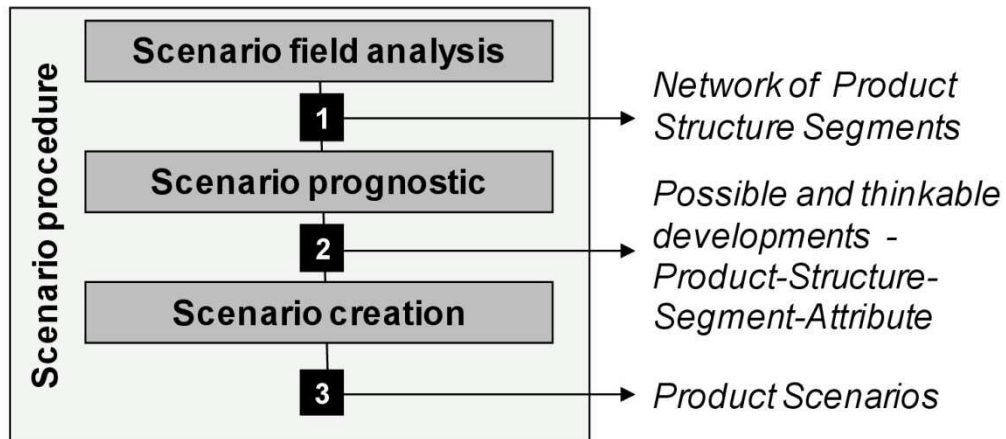 Scenario procedure
Scenario field analysis
1
Network of Product
Structure Segments
Scenario prognostic
2
Possible and thinkable
developments -
Product-Structure-
Segment-Attribute
Scenario creation
3
Product Scenarios